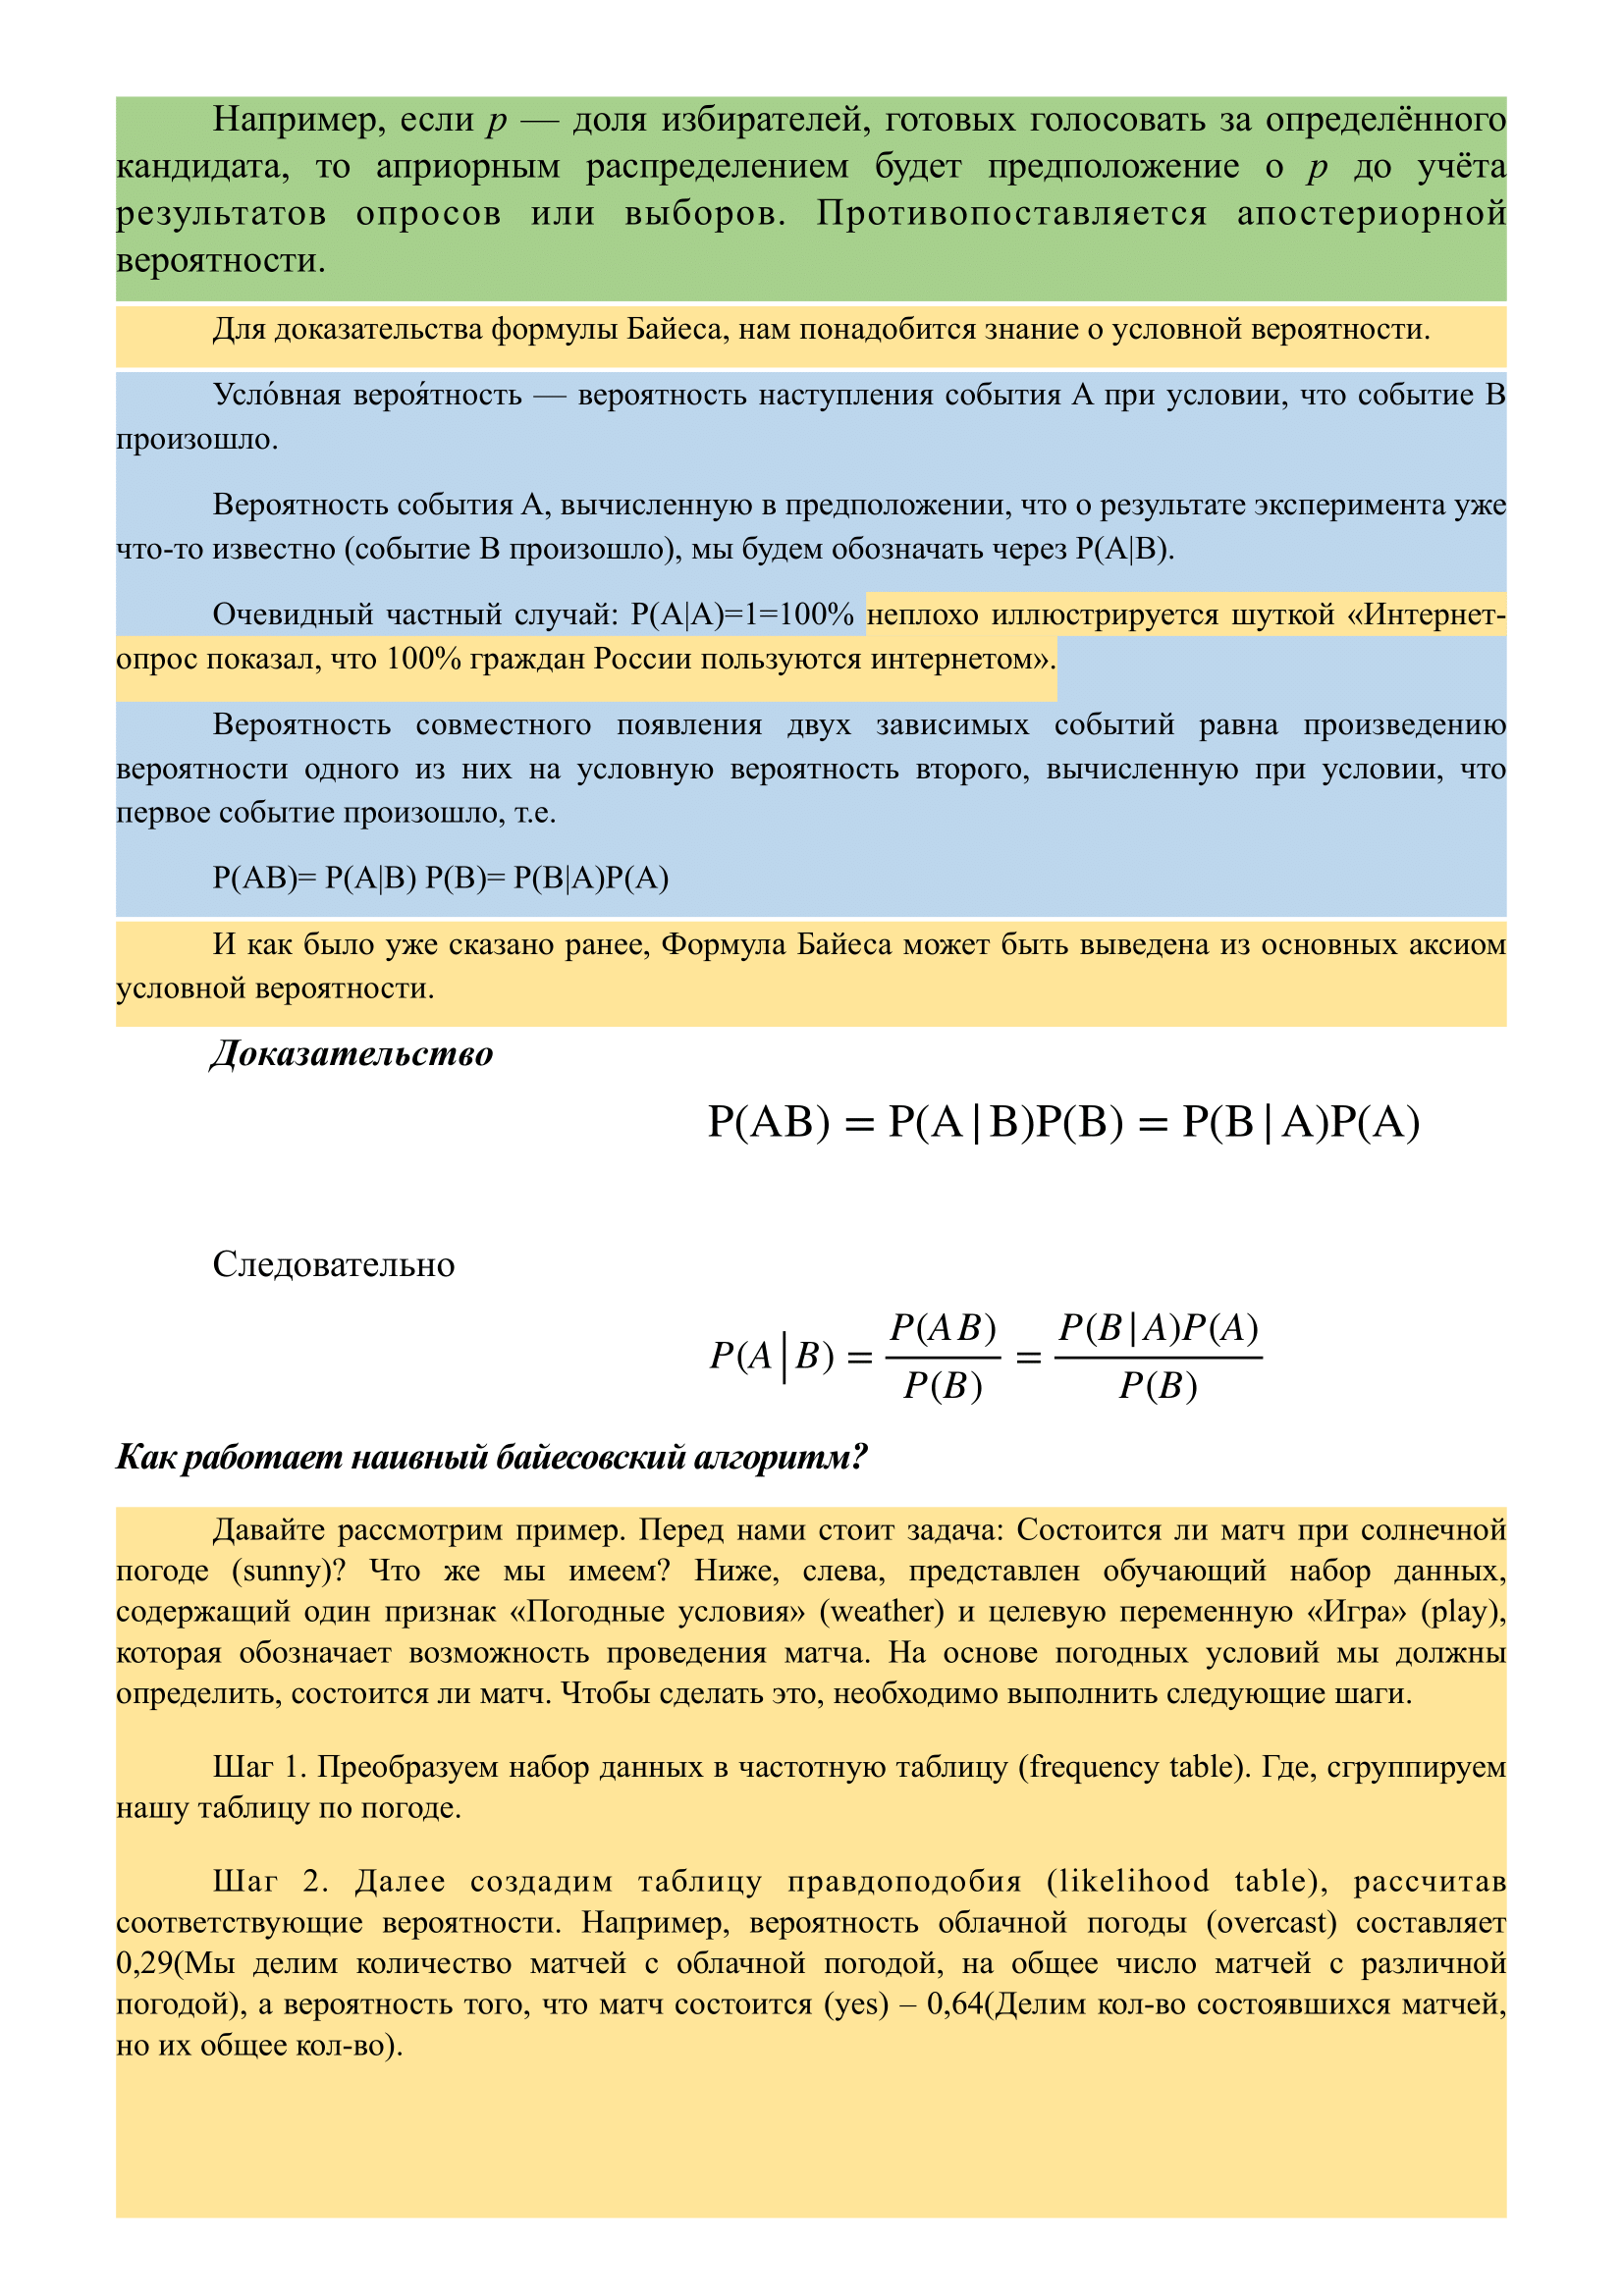 Например, если p — доля избирателей, готовых голосовать за определённого
кандидата, то априорным распределением будет предположение о p до учёта
результатов опросов или выборов. Противопоставляется апостериорной
вероятности.
Для доказательства формулы Байеса, нам понадобится знание о условной вероятности.
Усло́вная вероя́тность — вероятность наступления события А при условии, что событие В
произошло.
Вероятность события А, вычисленную в предположении, что о результате эксперимента уже
что-то известно (событие В произошло), мы будем обозначать через P(A|B).
Очевидный частный случай: P(A|A)=1=100% неплохо иллюстрируется шуткой «Интернет-
опрос показал, что 100% граждан России пользуются интернетом».
Вероятность совместного появления двух зависимых событий равна произведению
вероятности одного из них на условную вероятность второго, вычисленную при условии, что
первое событие произошло, т.е.
P(AB)= P(A|B) P(B)= P(B|A)P(A)
И как было уже сказано ранее, Формула Байеса может быть выведена из основных аксиом
условной вероятности.
Доказательство
P(AB) = P(A|B)P(B) = P(B|A)P(A)
Следовательно
P(A|B) = P(AB)/P(B) = P(B|A)P(A)/P(B)
Как работает наивный байесовский алгоритм?
Давайте рассмотрим пример. Перед нами стоит задача: Состоится ли матч при солнечной
погоде (sunny)? Что же мы имеем? Ниже, слева, представлен обучающий набор данных,
содержащий один признак «Погодные условия» (weather) и целевую переменную «Игра» (play),
которая обозначает возможность проведения матча. На основе погодных условий мы должны
определить, состоится ли матч. Чтобы сделать это, необходимо выполнить следующие шаги.
Шаг 1. Преобразуем набор данных в частотную таблицу (frequency table). Где, сгруппируем
нашу таблицу по погоде.
Шаг 2. Далее создадим таблицу правдоподобия (likelihood table), рассчитав
соответствующие вероятности. Например, вероятность облачной погоды (overcast) составляет
0,29(Мы делим количество матчей с облачной погодой, на общее число матчей с различной
погодой), а вероятность того, что матч состоится (yes) – 0,64(Делим кол-во состоявшихся матчей,
но их общее кол-во).